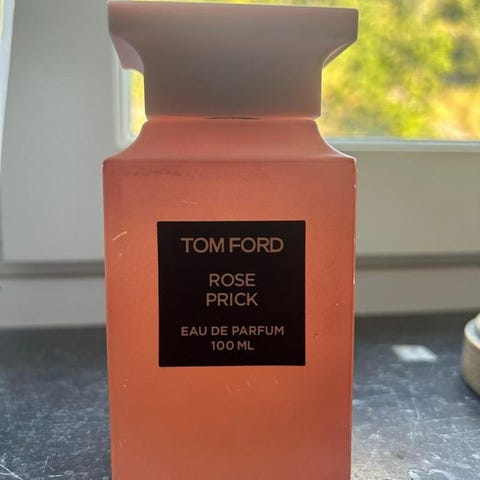 TOM FORD
ROSE
PRICK
EAU DE PARFUM
100 ML